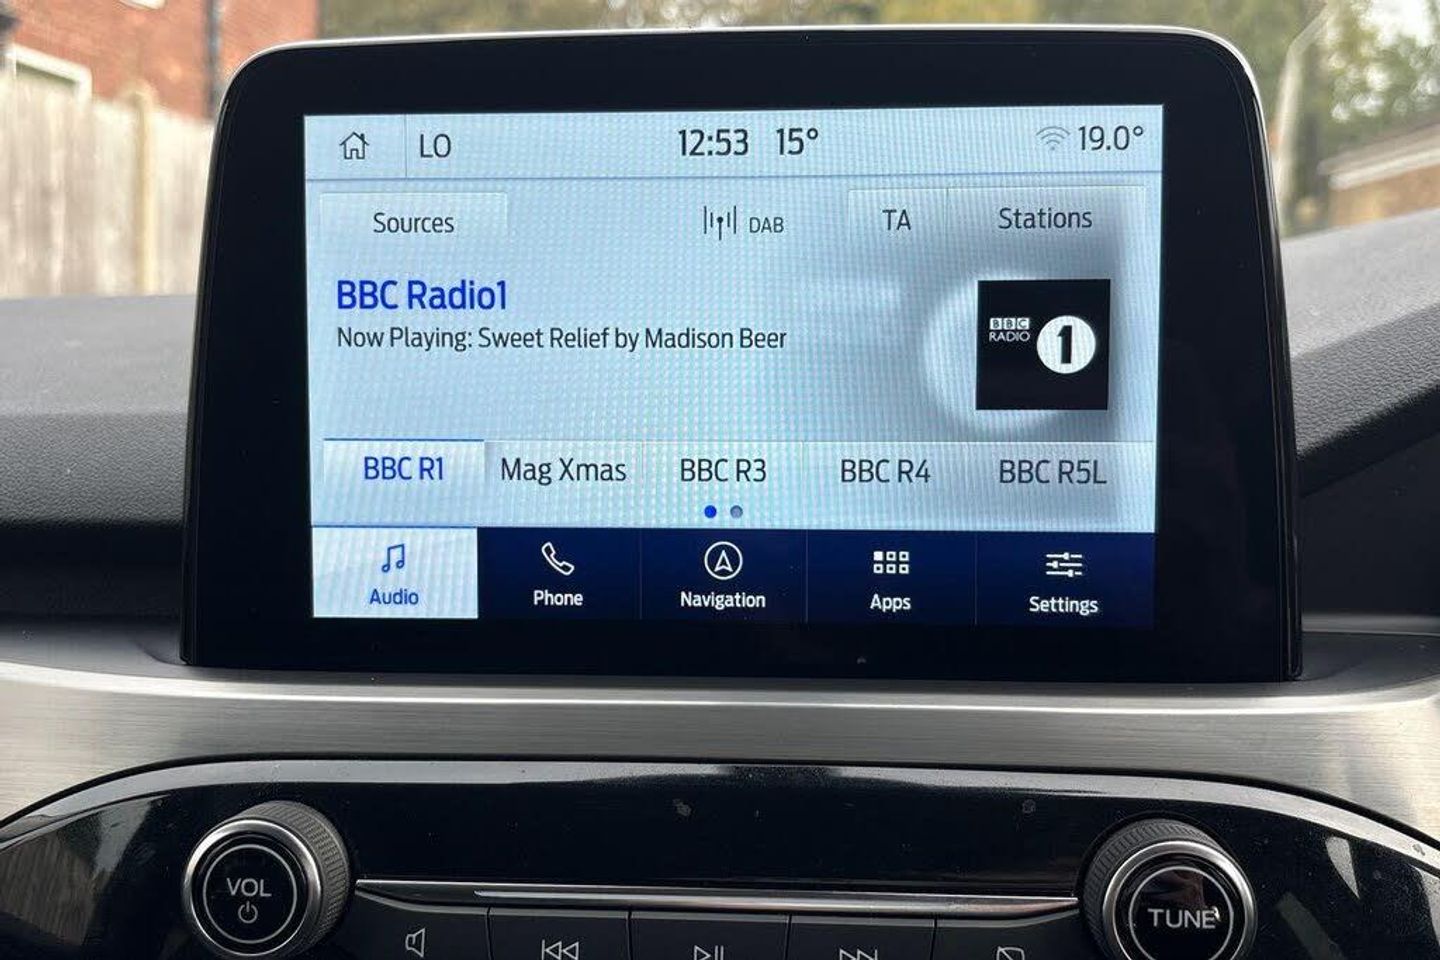 LO 12:53 15° 19.0°
Sources DAB TA Stations
BBC Radio1
Now Playing: Sweet Relief by Madison Beer
BBC
RADIO 1
BBC R1 Mag Xmas BBC R3 BBC R4 BBC R5L
Audio Phone Navigation Apps Settings
VOL
TUNE